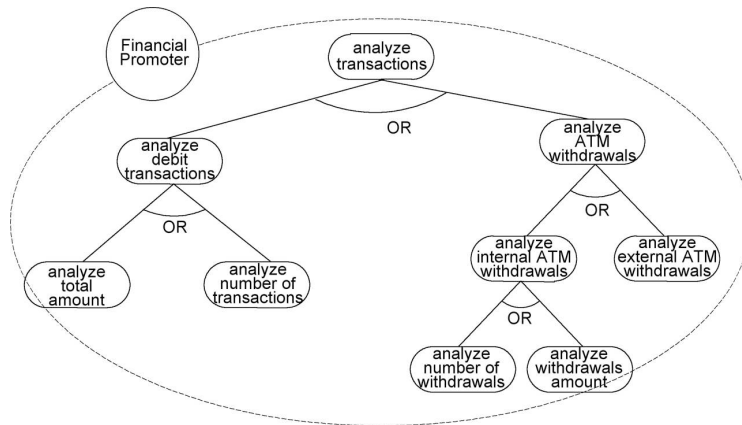 Financial
Promoter
analyze
transactions
OR
analyze
debit
transactions
analyze
ATM
withdrawals
OR
OR
analyze
total
amount
analyze
number of
transactions
analyze
internal ATM
withdrawals
analyze
external ATM
withdrawals
OR
analyze
number of
withdrawals
analyze
withdrawals
amount